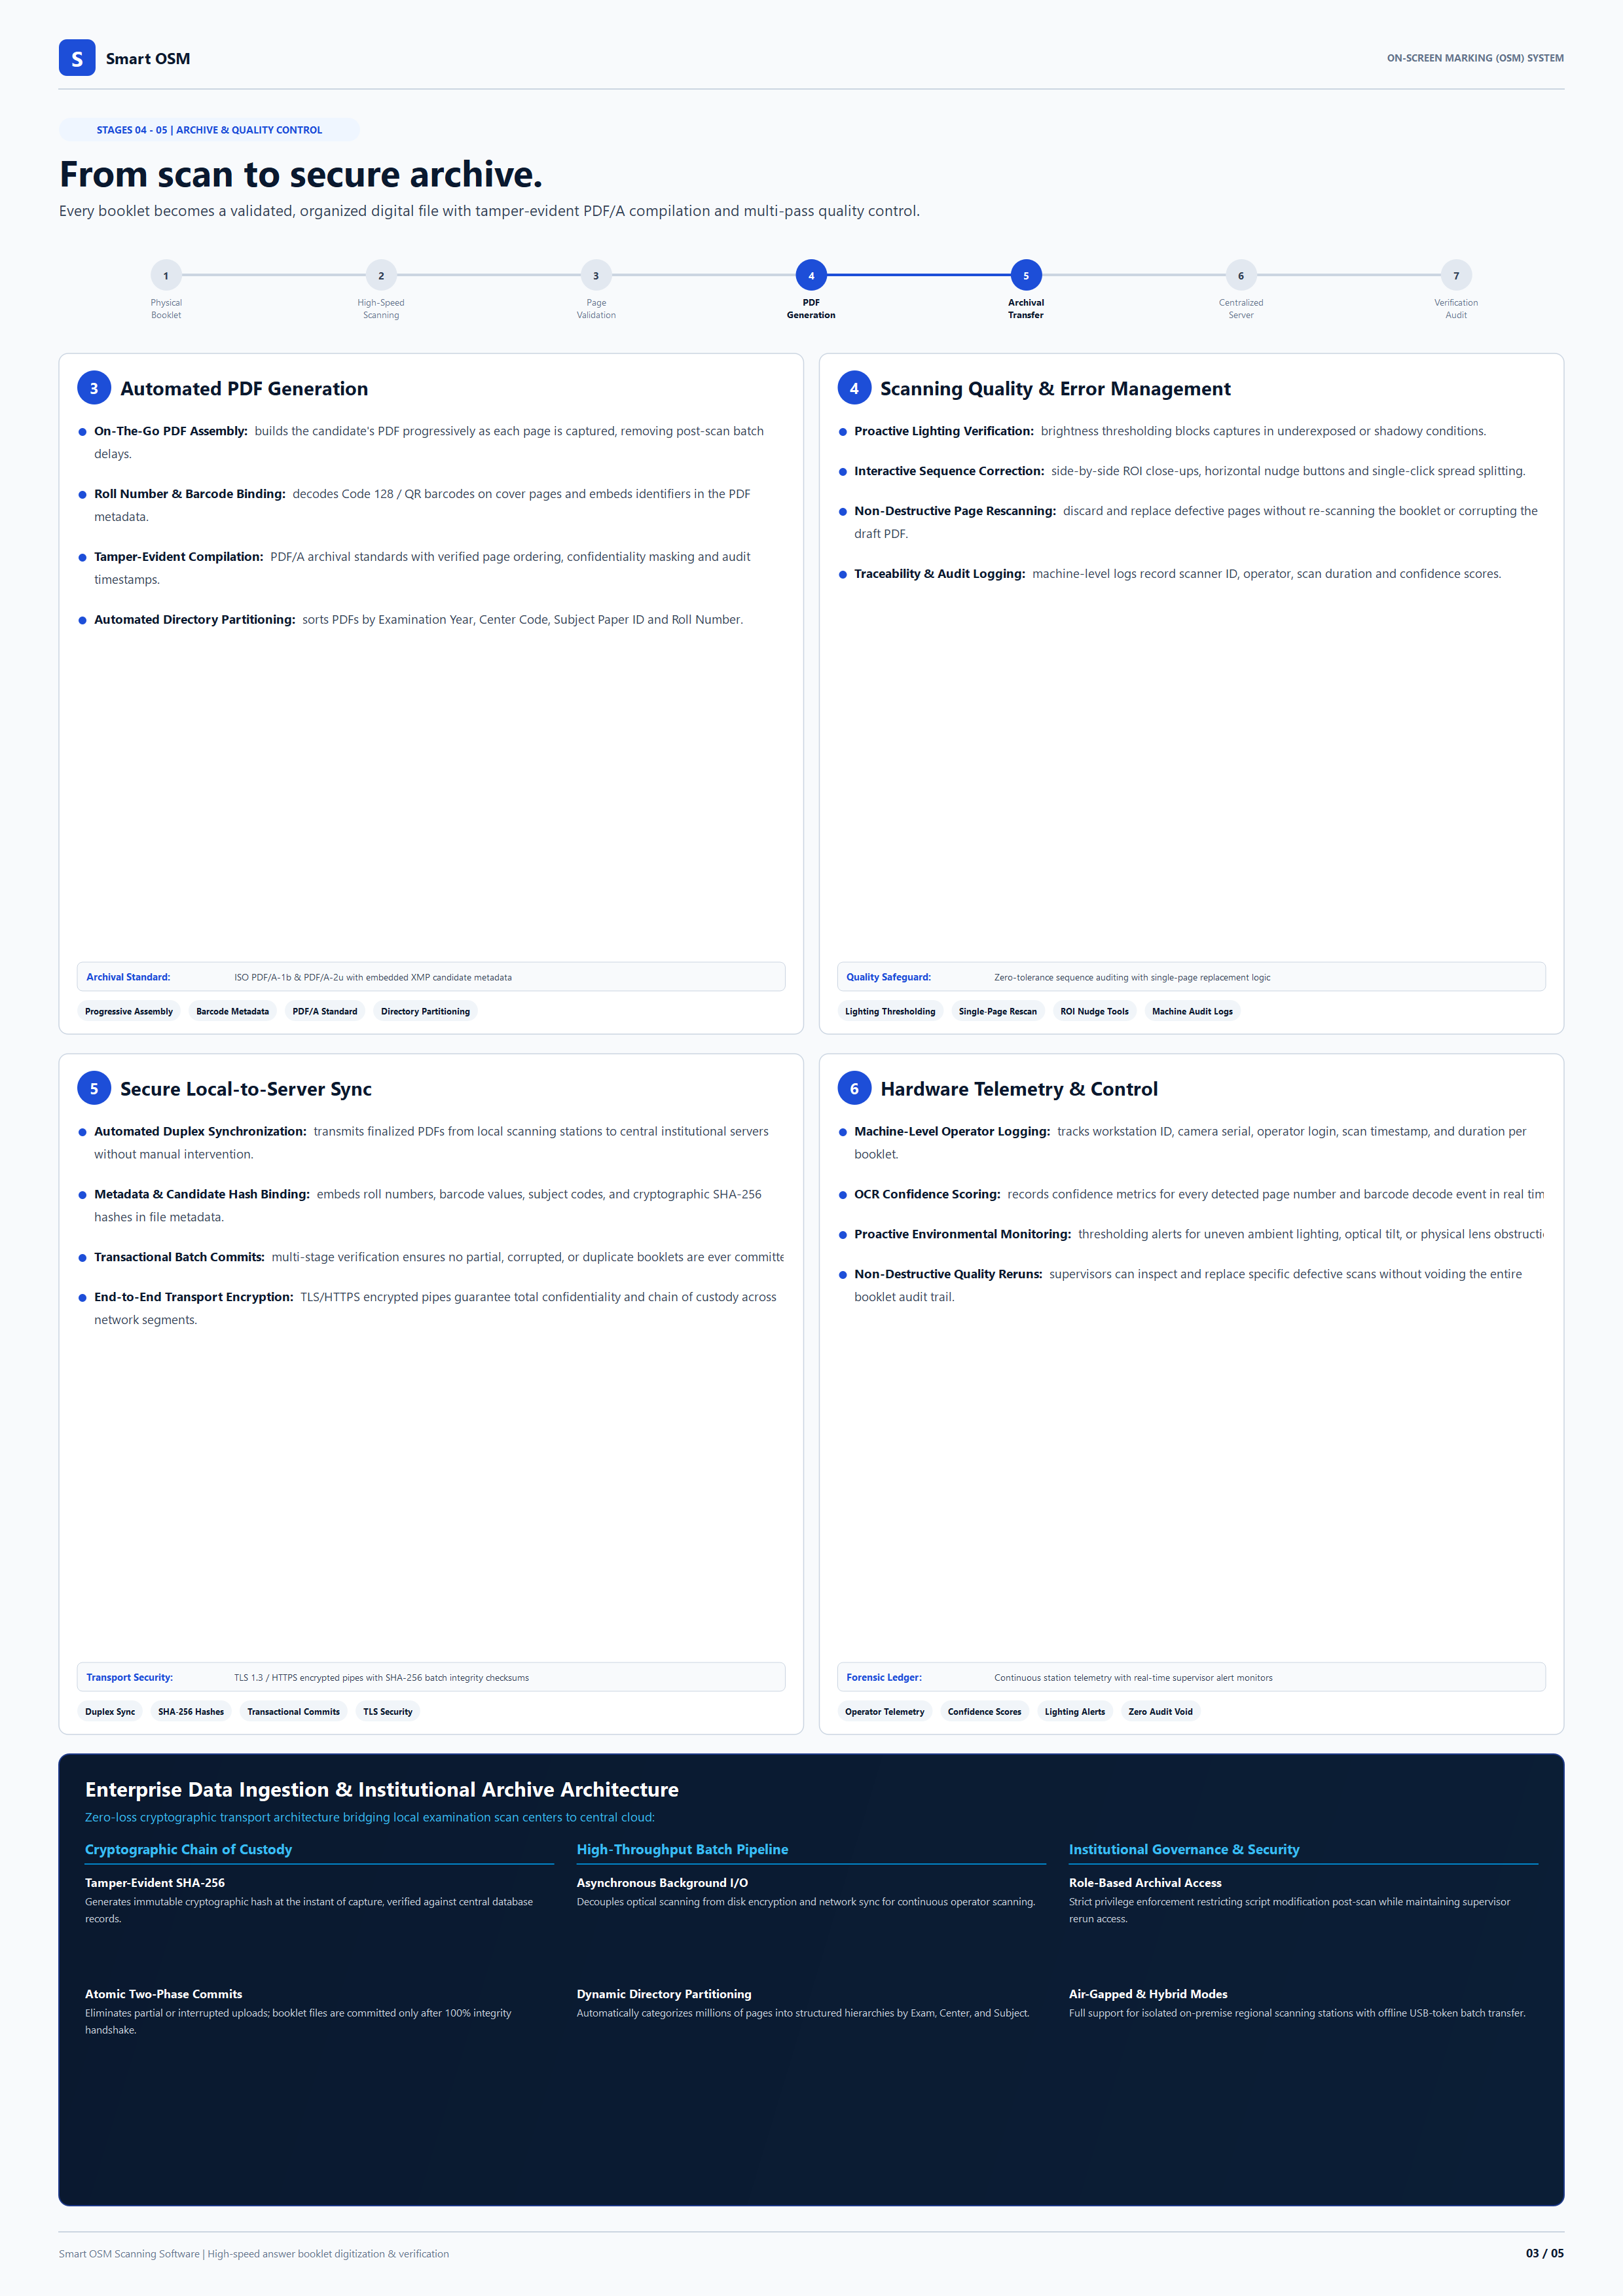 S
Smart OSM
ON-SCREEN MARKING (OSM) SYSTEM
STAGES 04 - 05 | ARCHIVE & QUALITY CONTROL
From scan to secure archive.
Every booklet becomes a validated, organized digital file with tamper-evident PDF/A compilation and multi-pass quality control.
1
Physical
Booklet
2
High-Speed
Scanning
3
Page
Validation
4
PDF
Generation
5
Archival
Transfer
6
Centralized
Server
7
Verification
Audit
3
Automated PDF Generation
On-The-Go PDF Assembly: builds the candidate's PDF progressively as each page is captured, removing post-scan batch
delays.
Roll Number & Barcode Binding: decodes Code 128 / QR barcodes on cover pages and embeds identifiers in the PDF
metadata.
Tamper-Evident Compilation: PDF/A archival standards with verified page ordering, confidentiality masking and audit
timestamps.
Automated Directory Partitioning: sorts PDFs by Examination Year, Center Code, Subject Paper ID and Roll Number.
Archival Standard: ISO PDF/A-1b & PDF/A-2u with embedded XMP candidate metadata
Progressive Assembly Barcode Metadata PDF/A Standard Directory Partitioning
4
Scanning Quality & Error Management
Proactive Lighting Verification: brightness thresholding blocks captures in underexposed or shadowy conditions.
Interactive Sequence Correction: side-by-side ROI close-ups, horizontal nudge buttons and single-click spread splitting.
Non-Destructive Page Rescanning: discard and replace defective pages without re-scanning the booklet or corrupting the
draft PDF.
Traceability & Audit Logging: machine-level logs record scanner ID, operator, scan duration and confidence scores.
Quality Safeguard: Zero-tolerance sequence auditing with single-page replacement logic
Lighting Thresholding Single-Page Rescan ROI Nudge Tools Machine Audit Logs
5
Secure Local-to-Server Sync
Automated Duplex Synchronization: transmits finalized PDFs from local scanning stations to central institutional servers
without manual intervention.
Metadata & Candidate Hash Binding: embeds roll numbers, barcode values, subject codes, and cryptographic SHA-256
hashes in file metadata.
Transactional Batch Commits: multi-stage verification ensures no partial, corrupted, or duplicate booklets are ever committe
End-to-End Transport Encryption: TLS/HTTPS encrypted pipes guarantee total confidentiality and chain of custody across
network segments.
Transport Security: TLS 1.3 / HTTPS encrypted pipes with SHA-256 batch integrity checksums
Duplex Sync SHA-256 Hashes Transactional Commits TLS Security
6
Hardware Telemetry & Control
Machine-Level Operator Logging: tracks workstation ID, camera serial, operator login, scan timestamp, and duration per
booklet.
OCR Confidence Scoring: records confidence metrics for every detected page number and barcode decode event in real tim
Proactive Environmental Monitoring: thresholding alerts for uneven ambient lighting, optical tilt, or physical lens obstructi
Non-Destructive Quality Reruns: supervisors can inspect and replace specific defective scans without voiding the entire
booklet audit trail.
Forensic Ledger: Continuous station telemetry with real-time supervisor alert monitors
Operator Telemetry Confidence Scores Lighting Alerts Zero Audit Void
Enterprise Data Ingestion & Institutional Archive Architecture
Zero-loss cryptographic transport architecture bridging local examination scan centers to central cloud:
Cryptographic Chain of Custody
Tamper-Evident SHA-256
Generates immutable cryptographic hash at the instant of capture, verified against central database
records.
Atomic Two-Phase Commits
Eliminates partial or interrupted uploads; booklet files are committed only after 100% integrity
handshake.
High-Throughput Batch Pipeline
Asynchronous Background I/O
Decouples optical scanning from disk encryption and network sync for continuous operator scanning.
Dynamic Directory Partitioning
Automatically categorizes millions of pages into structured hierarchies by Exam, Center, and Subject.
Institutional Governance & Security
Role-Based Archival Access
Strict privilege enforcement restricting script modification post-scan while maintaining supervisor
rerun access.
Air-Gapped & Hybrid Modes
Full support for isolated on-premise regional scanning stations with offline USB-token batch transfer.
Smart OSM Scanning Software | High-speed answer booklet digitization & verification
03 / 05